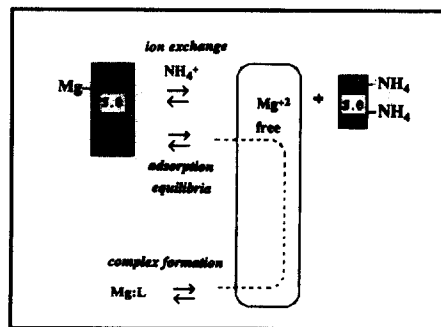 ion exchange
NH₄⁺
Mg
S.O
Mg⁺²
free
+
S.O
NH₄
NH₄
adsorption
equilibria
complex formation
Mg:L